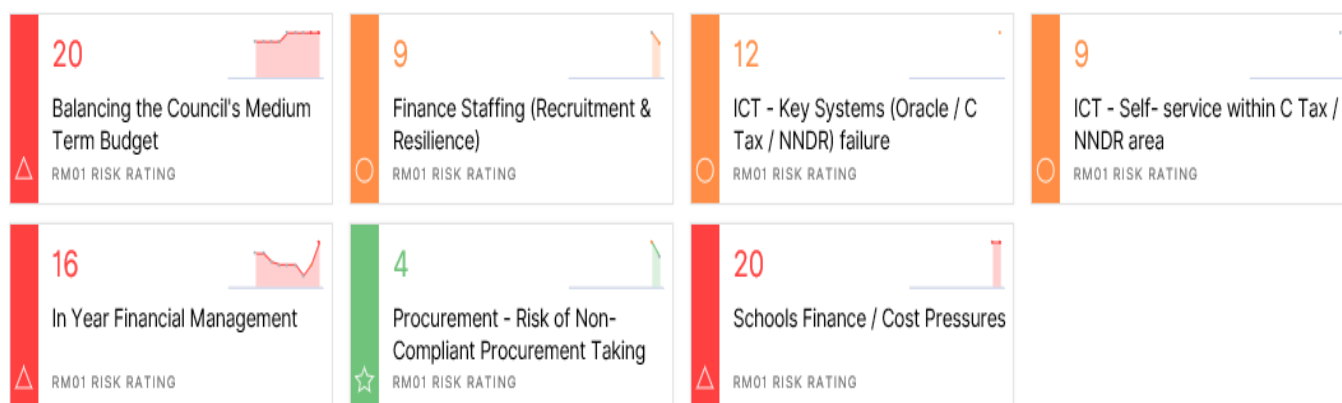 20
Balancing the Council's Medium
Term Budget
RM01 RISK RATING
9
Finance Staffing (Recruitment &
Resilience)
RM01 RISK RATING
12
ICT - Key Systems (Oracle / C
Tax / NNDR) failure
RM01 RISK RATING
9
ICT - Self- service within C Tax /
NNDR area
RM01 RISK RATING
16
In Year Financial Management
RM01 RISK RATING
4
Procurement - Risk of Non-
Compliant Procurement Taking
RM01 RISK RATING
20
Schools Finance / Cost Pressures
RM01 RISK RATING